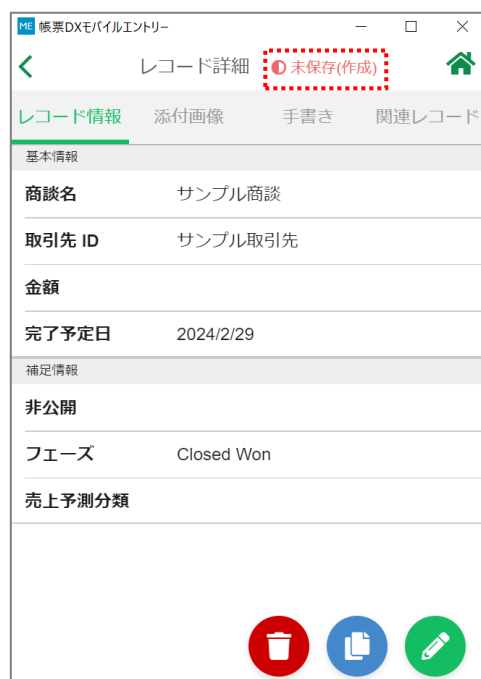 ME 帳票DXモバイルエントリー
レコード詳細 未保存(作成)
レコード情報 添付画像 手書き 関連レコード
基本情報
商談名 サンプル商談
取引先 ID サンプル取引先
金額
完了予定日 2024/2/29
補足情報
非公開
フェーズ Closed Won
売上予測分類